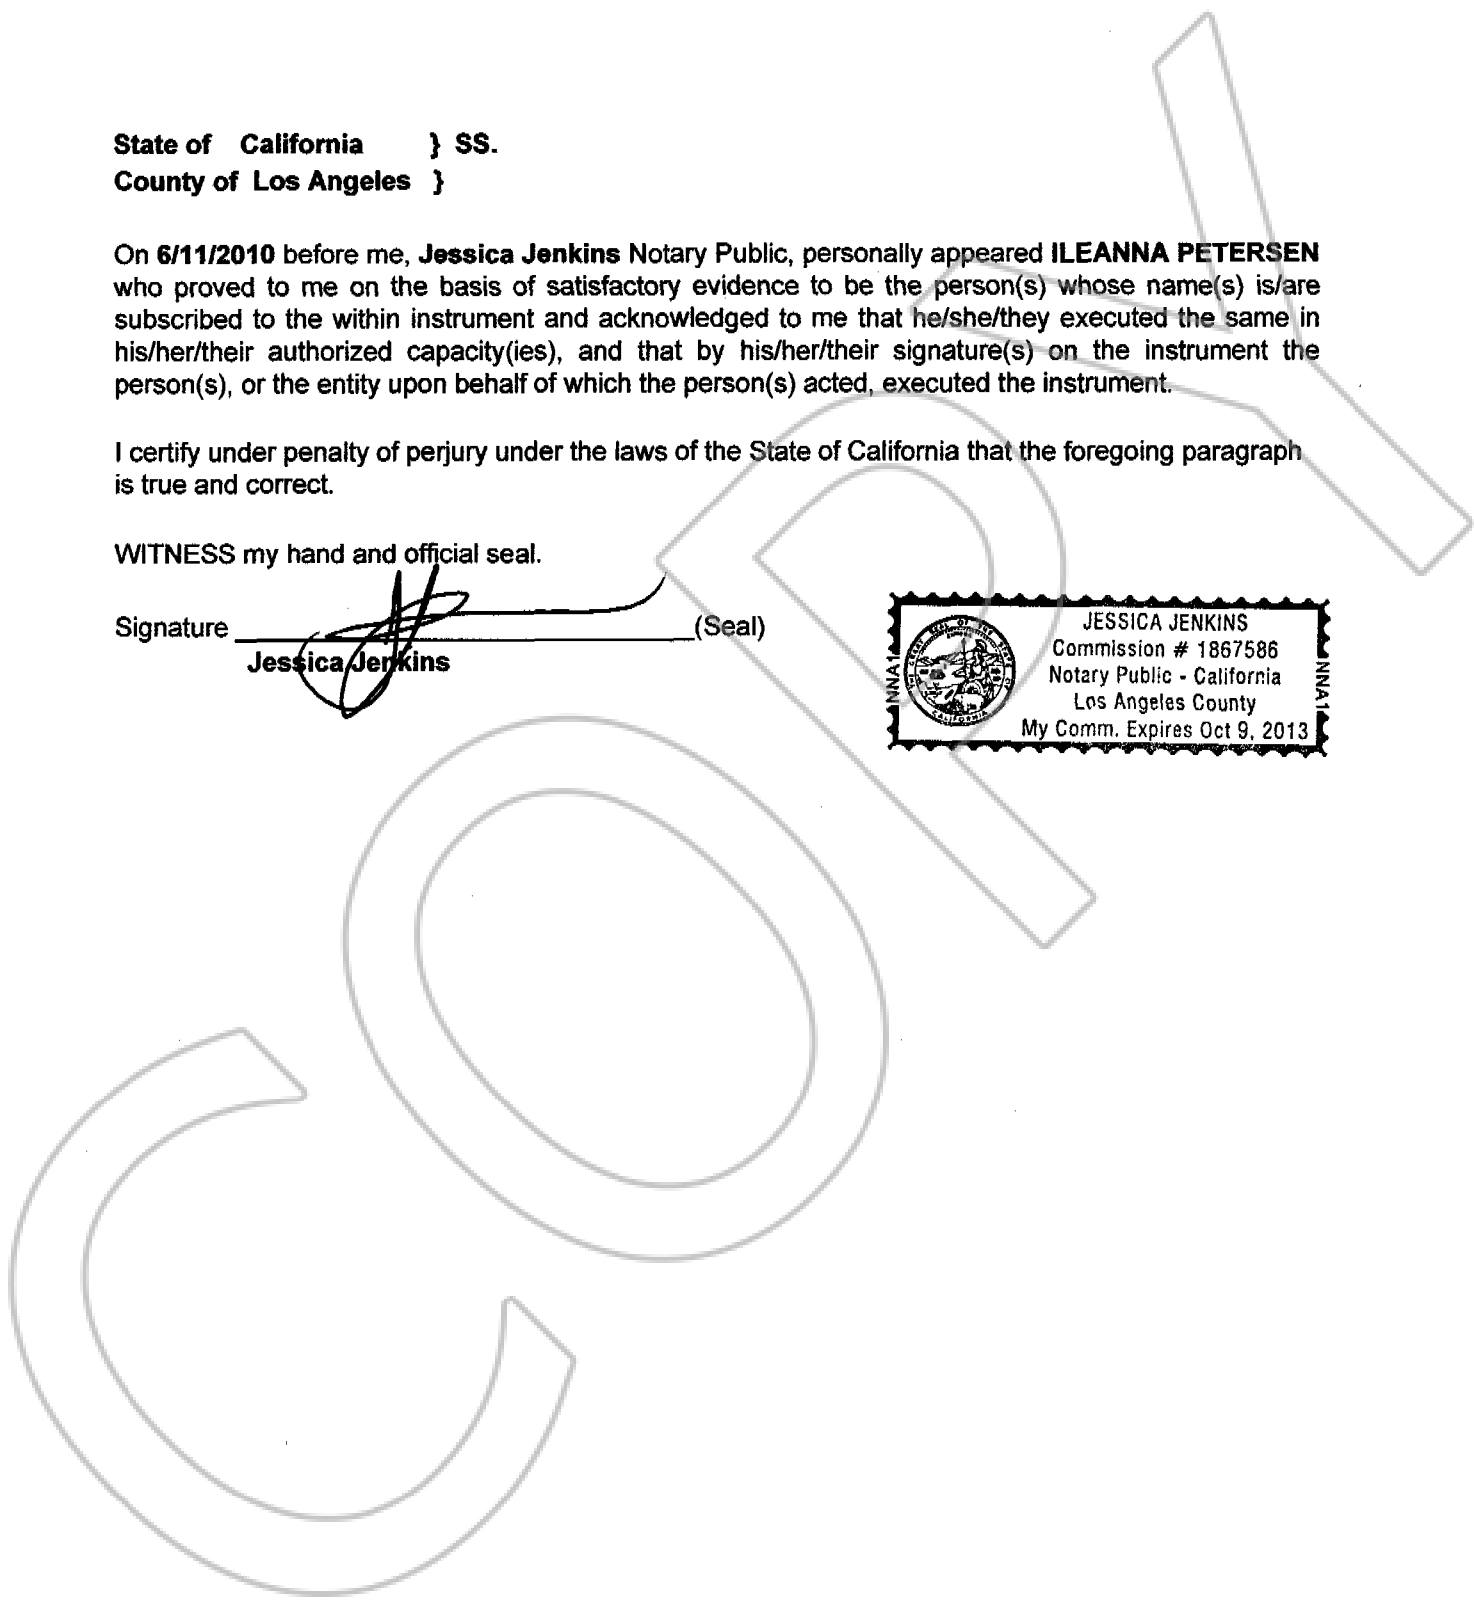 State of California } SS.
County of Los Angeles }
On 6/11/2010 before me, Jessica Jenkins Notary Public, personally appeared ILEANNA PETERSEN
who proved to me on the basis of satisfactory evidence to be the person(s) whose name(s) is/are
subscribed to the within instrument and acknowledged to me that he/she/they executed the same in
his/her/their authorized capacity(ies), and that by his/her/their signature(s) on the instrument the
person(s), or the entity upon behalf of which the person(s) acted, executed the instrument.
I certify under penalty of perjury under the laws of the State of California that the foregoing paragraph
is true and correct.
WITNESS my hand and official seal.
Signature (Seal)
Jessica Jenkins
JESSICA JENKINS
Commission # 1867586
Notary Public - California
Los Angeles County
My Comm. Expires Oct 9, 2013
NNA1
NNA1
CALIFORNIA
COPY